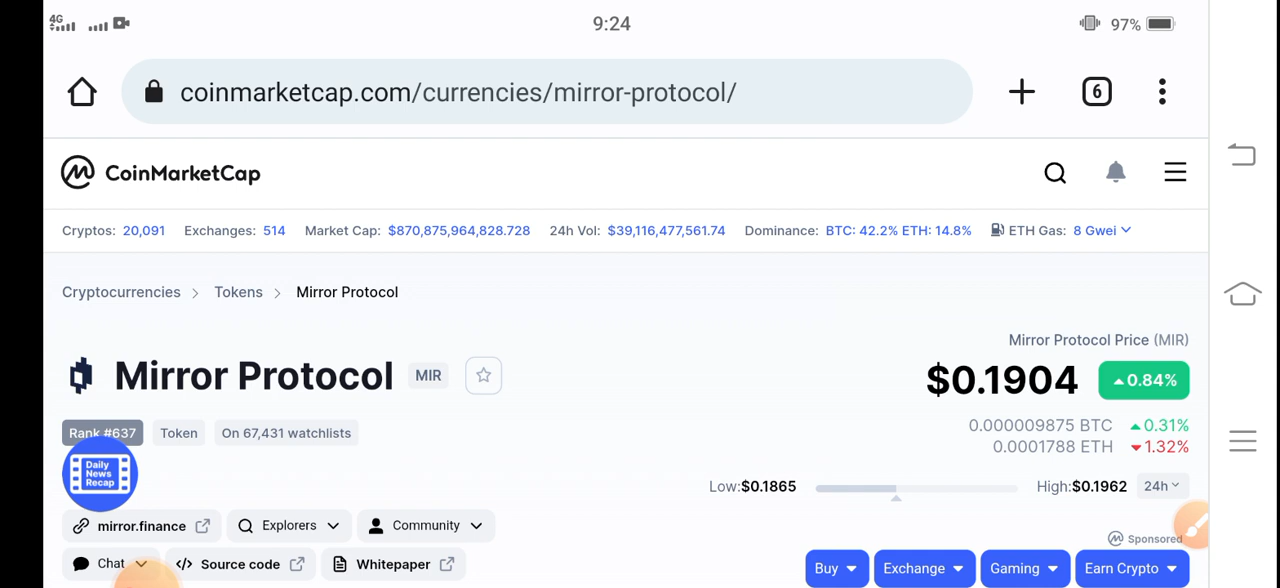 4G 9:24 97%
coinmarketcap.com/currencies/mirror-protocol/ 6
CoinMarketCap
Cryptos: 20,091 Exchanges: 514 Market Cap: $870,875,964,828.728 24h Vol: $39,116,477,561.74 Dominance: BTC: 42.2% ETH: 14.8% ETH Gas: 8 Gwei
Cryptocurrencies > Tokens > Mirror Protocol
Mirror Protocol Price (MIR)
Mirror Protocol MIR $0.1904 0.84%
Rank #637 Token On 67,431 watchlists 0.000009875 BTC 0.31%
0.0001788 ETH 1.32%
Daily News Recap
Low:$0.1865 High:$0.1962 24h
mirror.finance Explorers Community
Sponsored
Chat Source code Whitepaper Buy Exchange Gaming Earn Crypto